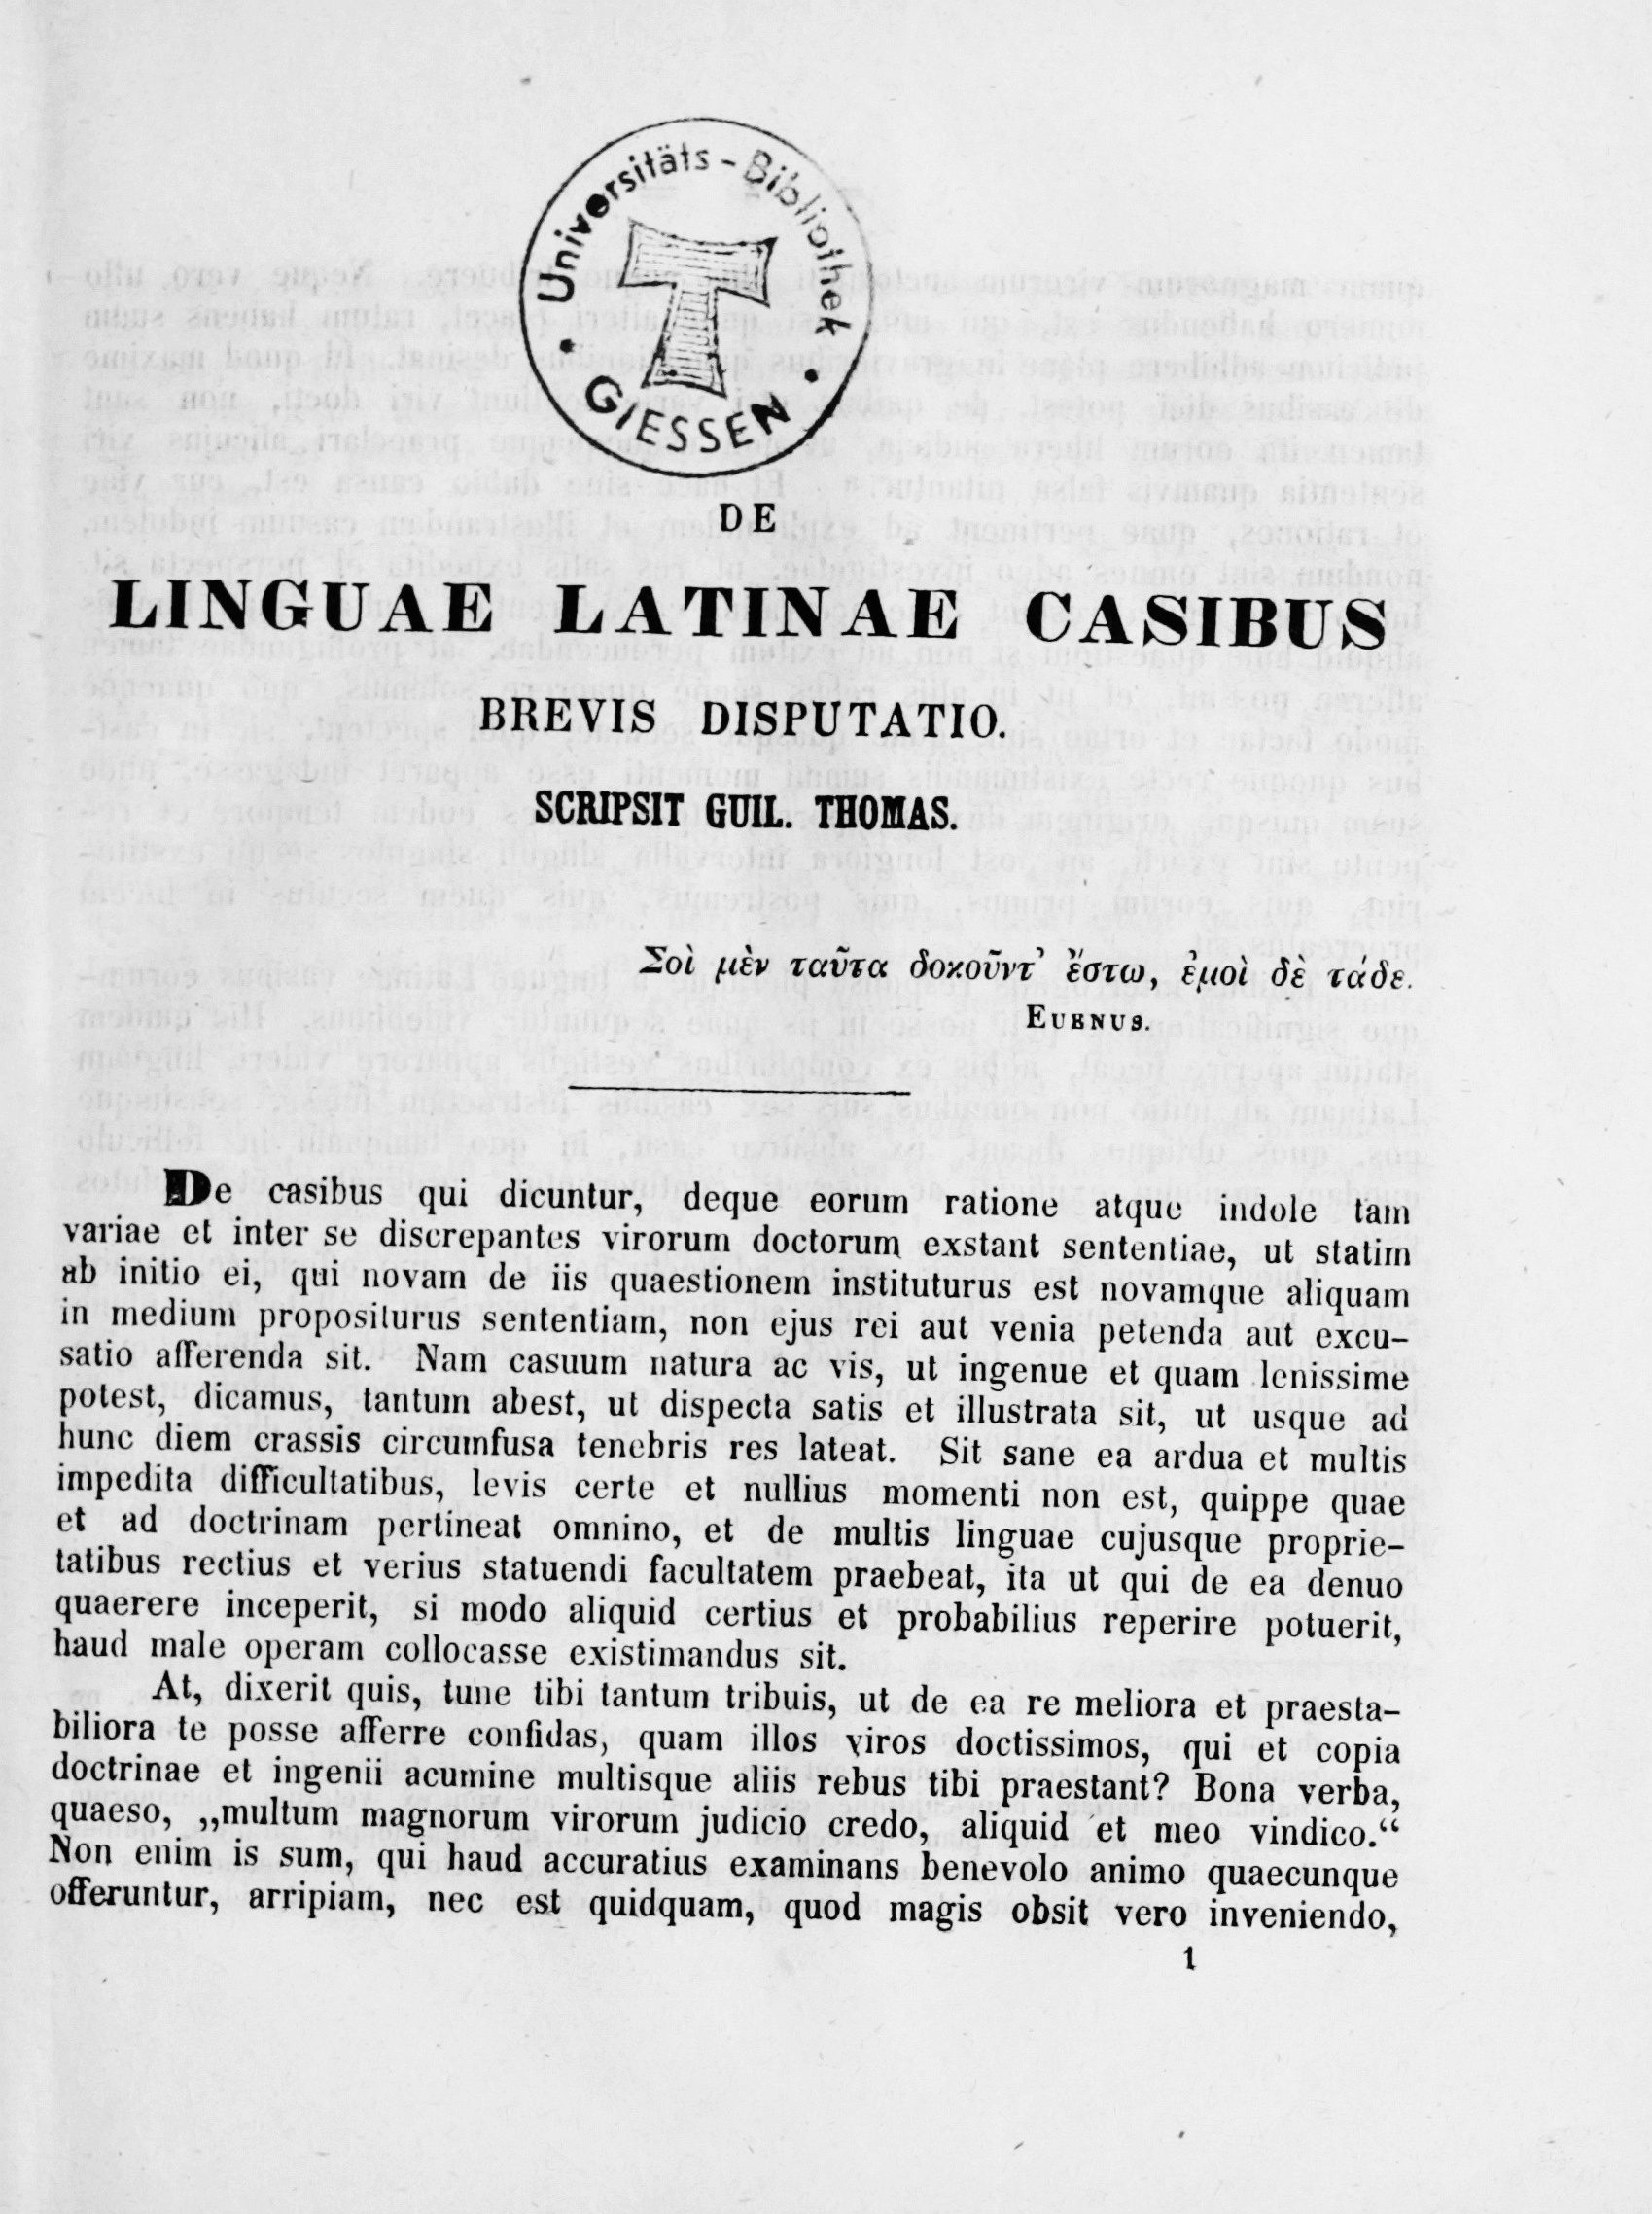 Universitäts-Bibliothek
GIESSEN
DE
LINGUAE LATINAE CASIBUS
BREVIS DISPUTATIO.
SCRIPSIT GUIL. THOMAS.
Σοὶ μὲν ταῦτα δοκοῦντ’ ἔστω, ἐμοὶ δὲ τάδε.
EUENUS.
De casibus qui dicuntur, deque eorum ratione atque indole tam
variae et inter se discrepantes virorum doctorum exstant sententiae, ut statim
ab initio ei, qui novam de iis quaestionem instituturus est novamque aliquam
in medium propositurus sententiam, non ejus rei aut venia petenda aut excu-
satio afferenda sit. Nam casuum natura ac vis, ut ingenue et quam lenissime
potest, dicamus, tantum abest, ut dispecta satis et illustrata sit, ut usque ad
hunc diem crassis circumfusa tenebris res lateat. Sit sane ea ardua et multis
impedita difficultatibus, levis certe et nullius momenti non est, quippe quae
et ad doctrinam pertineat omnino, et de multis linguae cujusque proprie-
tatibus rectius et verius statuendi facultatem praebeat, ita ut qui de ea denuo
quaerere inceperit, si modo aliquid certius et probabilius reperire potuerit,
haud male operam collocasse existimandus sit.
At, dixerit quis, tune tibi tantum tribuis, ut de ea re meliora et praesta-
biliora te posse afferre confidas, quam illos viros doctissimos, qui et copia
doctrinae et ingenii acumine multisque aliis rebus tibi praestant? Bona verba,
quaeso, „multum magnorum virorum judicio credo, aliquid et meo vindico.“
Non enim is sum, qui haud accuratius examinans benevolo animo quaecunque
offeruntur, arripiam, nec est quidquam, quod magis obsit vero inveniendo,
1